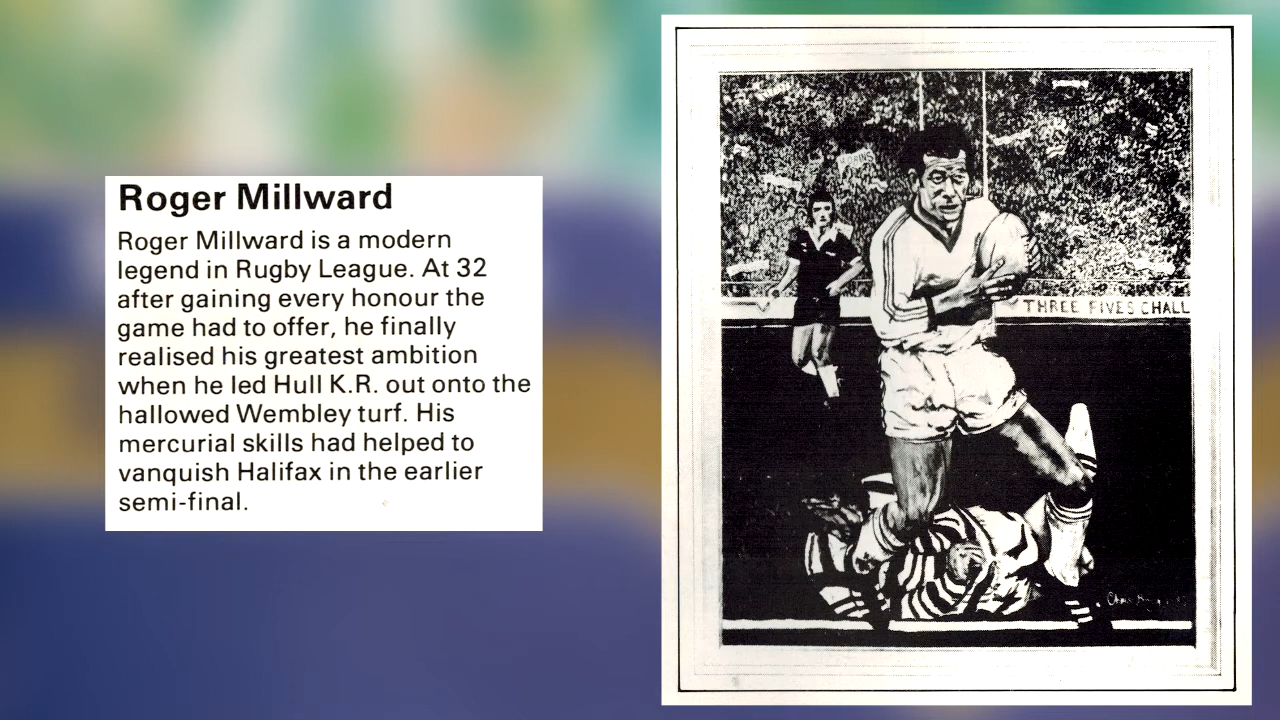 Roger Millward
Roger Millward is a modern
legend in Rugby League. At 32
after gaining every honour the
game had to offer, he finally
realised his greatest ambition
when he led Hull K.R. out onto the
hallowed Wembley turf. His
mercurial skills had helped to
vanquish Halifax in the earlier
semi-final.
THREE FIVES CHALL